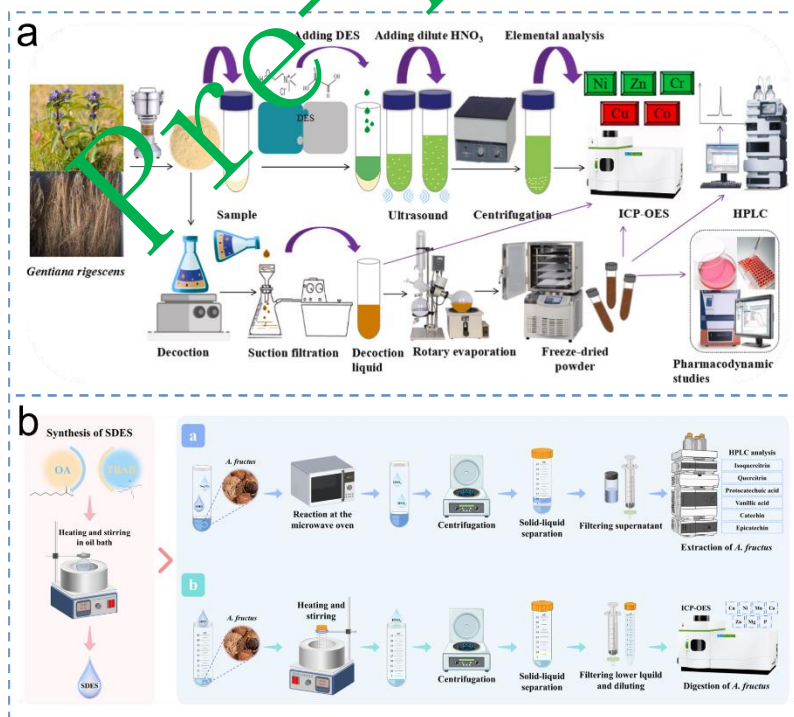 a
Pre-
Adding DES
Adding dilute HNO₃
Elemental analysis
DES
Ni Zn Cr
Cu Co
Sample
Ultrasound
Centrifugation
ICP-OES
HPLC
Gentiana rigescens
Decoction
Suction filtration
Decoction
liquid
Rotary evaporation
Freeze-dried
powder
Pharmacodynamic
studies
b
Synthesis of SDES
OA
TBAB
Heating and stirring
in oil bath
SDES
a
A. fructus
Reaction at the
microwave oven
Centrifugation
Solid-liquid
separation
Filtering supernatant
HPLC analysis
Isoquercitrin
Quercitrin
Protocatechuic acid
Vanillic acid
Catechin
Epicatechin
Extraction of A. fructus
b
A. fructus
Heating and
stirring
Centrifugation
Solid-liquid
separation
Filtering lower lquild
and diluting
ICP-OES
Zn Mg P
Digestion of A. fructus